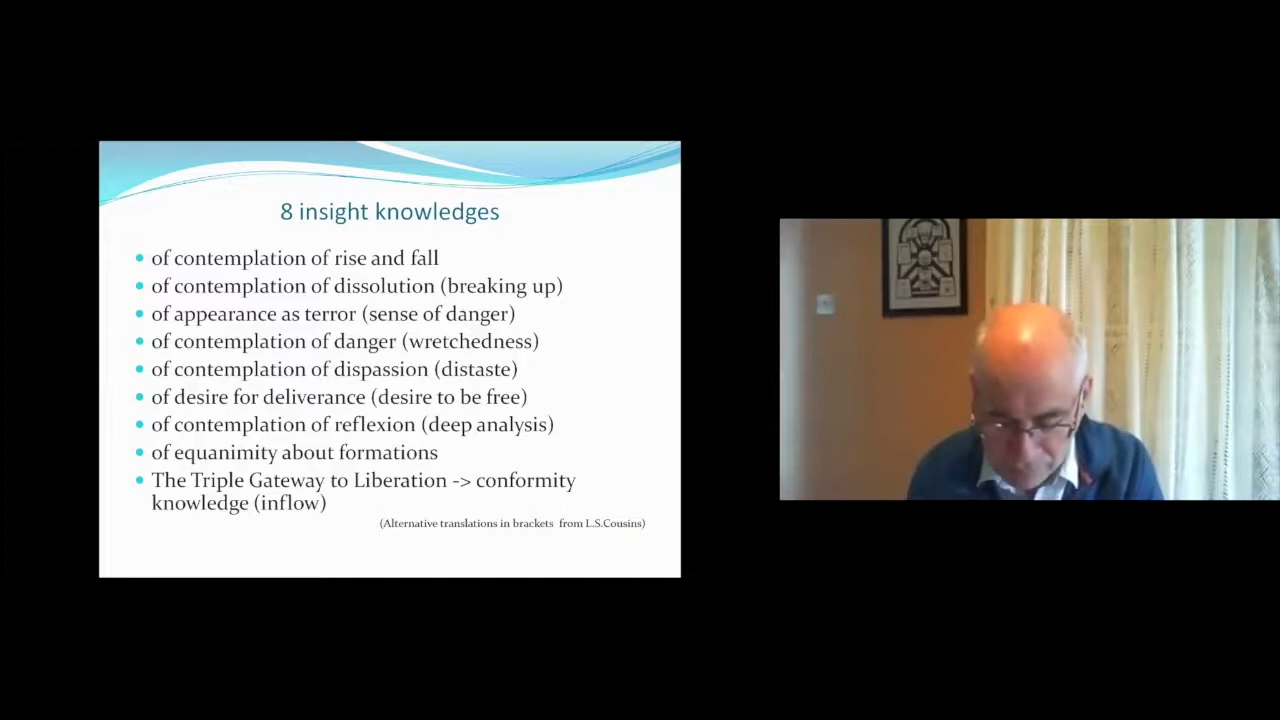 8 insight knowledges
of contemplation of rise and fall
of contemplation of dissolution (breaking up)
of appearance as terror (sense of danger)
of contemplation of danger (wretchedness)
of contemplation of dispassion (distaste)
of desire for deliverance (desire to be free)
of contemplation of reflexion (deep analysis)
of equanimity about formations
The Triple Gateway to Liberation -> conformity
knowledge (inflow)
(Alternative translations in brackets from L.S.Cousins)